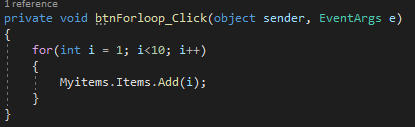 1 reference
private void btnForloop_Click(object sender, EventArgs e)
{
for(int i = 1; i<10; i++)
{
Myitems.Items.Add(i);
}
}